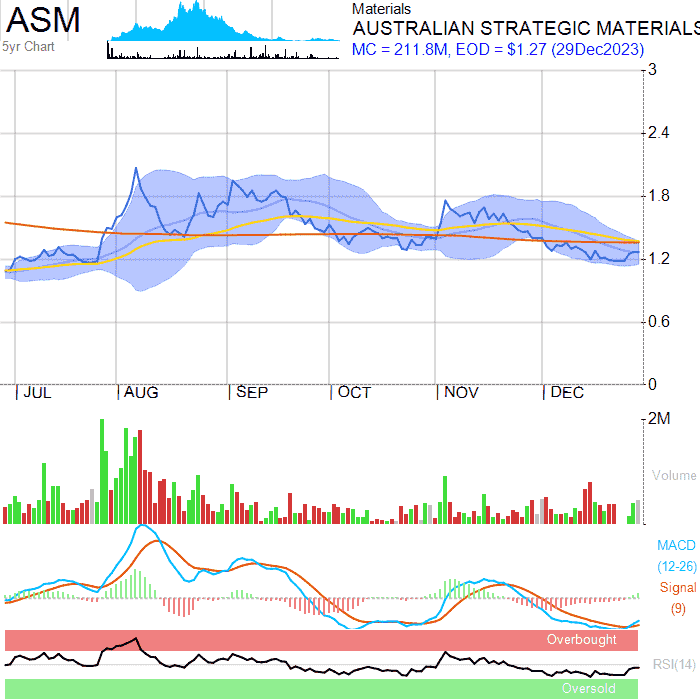 ASM
5yr Chart
Materials
AUSTRALIAN STRATEGIC MATERIALS
MC = 211.8M, EOD = $1.27 (29Dec2023)
3
2.4
1.8
1.2
0.6
0
JUL AUG SEP OCT NOV DEC
2M
Volume
MACD
(12-26)
Signal
(9)
Overbought
RSI(14)
Oversold